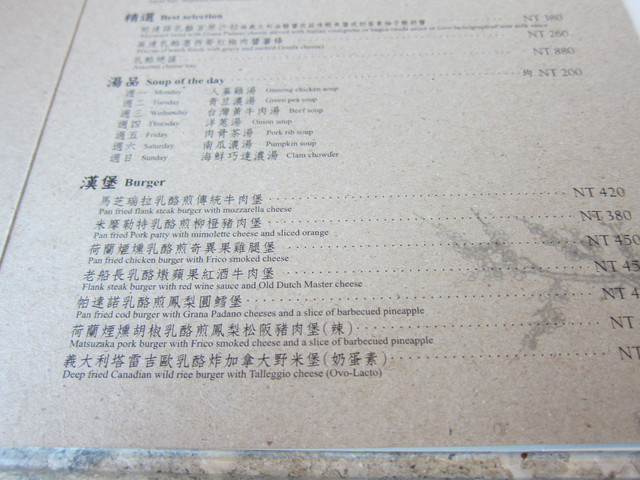 精選 Best selection
NT 380
NT 260
NT 880
湯品 Soup of the day 均 NT 200
週一 Monday 人蔘雞湯 Ginseng chicken soup
週二 Tuesday 青豆濃湯 Green pea soup
週三 Wednesday 台灣黃牛肉湯 Beef soup
週四 Thursday 洋蔥湯 Onion soup
週五 Friday 肉骨茶湯 Pork rib soup
週六 Saturday 南瓜濃湯 Pumpkin soup
週日 Sunday 海鮮巧達濃湯 Clam chowder
漢堡 Burger
馬芝瑞拉乳酪煎傳統牛肉堡 NT 420
Pan fried flank steak burger with mozzarella cheese
米摩勒特乳酪煎柳橙豬肉堡 NT 380
Pan fried Pork patty with mimolette cheese and sliced orange
荷蘭煙燻乳酪煎奇異果雞腿堡 NT 450
Pan fried chicken burger with Frico smoked cheese
老船長乳酪燉蘋果紅酒牛肉堡 NT 45
Flank steak burger with red wine sauce and Old Dutch Master cheese
帕達諾乳酪煎鳳梨圓鱈堡 NT 4
Pan fried cod burger with Grana Padano cheeses and a slice of barbecued pineapple
荷蘭煙燻胡椒乳酪煎鳳梨松阪豬肉堡(辣) NT
Matsuzaka pork burger with Frico smoked cheese and a slice of barbecued pineapple
義大利塔雷吉歐乳酪炸加拿大野米堡(奶蛋素) NT
Deep fried Canadian wild rice burger with Talleggio cheese (Ovo-Lacto)